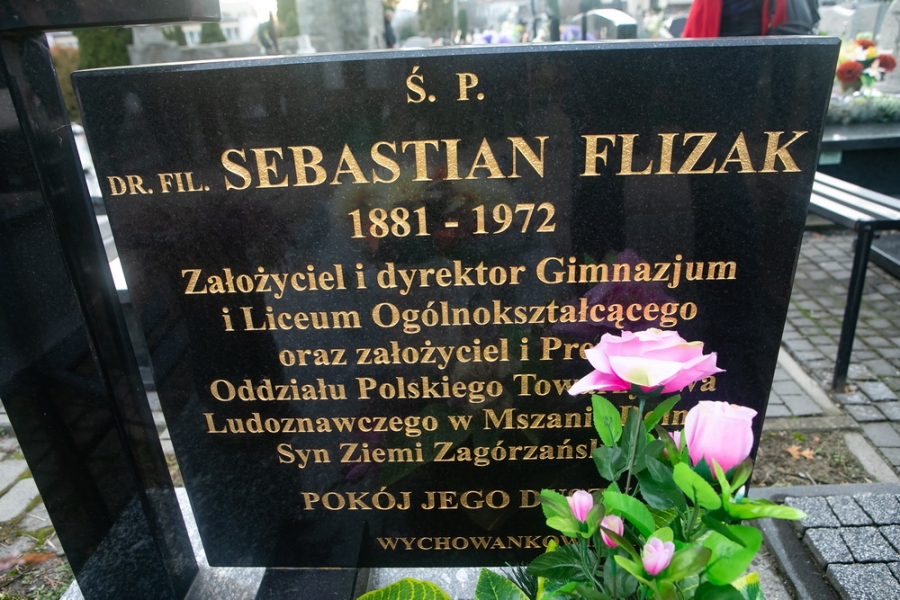 Ś. P.
DR. FIL. SEBASTIAN FLIZAK
1881 - 1972
Założyciel i dyrektor Gimnazjum
i Liceum Ogólnokształcącego
oraz założyciel i
Oddziału Polskiego
Ludoznawczego w
Syn Ziemi
POKÓJ JEGO